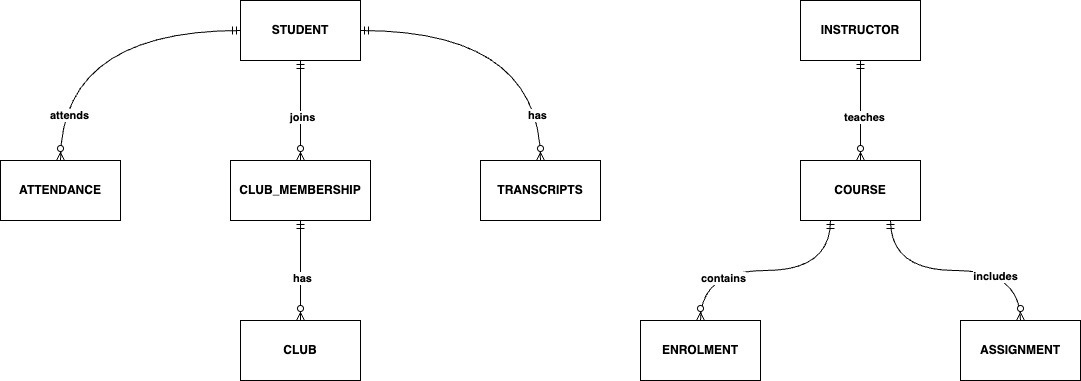 STUDENT
INSTRUCTOR
attends
joins
has
teaches
ATTENDANCE
CLUB_MEMBERSHIP
TRANSCRIPTS
COURSE
has
contains
includes
CLUB
ENROLMENT
ASSIGNMENT